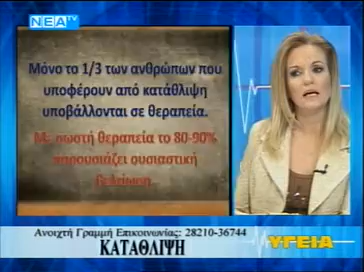 ΝΕΑ TV
Μόνο το 1/3 των ανθρώπων που
υποφέρουν από κατάθλιψη
υποβάλλονται σε θεραπεία.
Με σωστή θεραπεία το 80-90%
παρουσιάζει ουσιαστική
βελτίωση.
Ανοιχτή Γραμμή Επικοινωνίας: 28210-36744
ΚΑΤΑΘΛΙΨΗ
ΥΓΕΙΑ